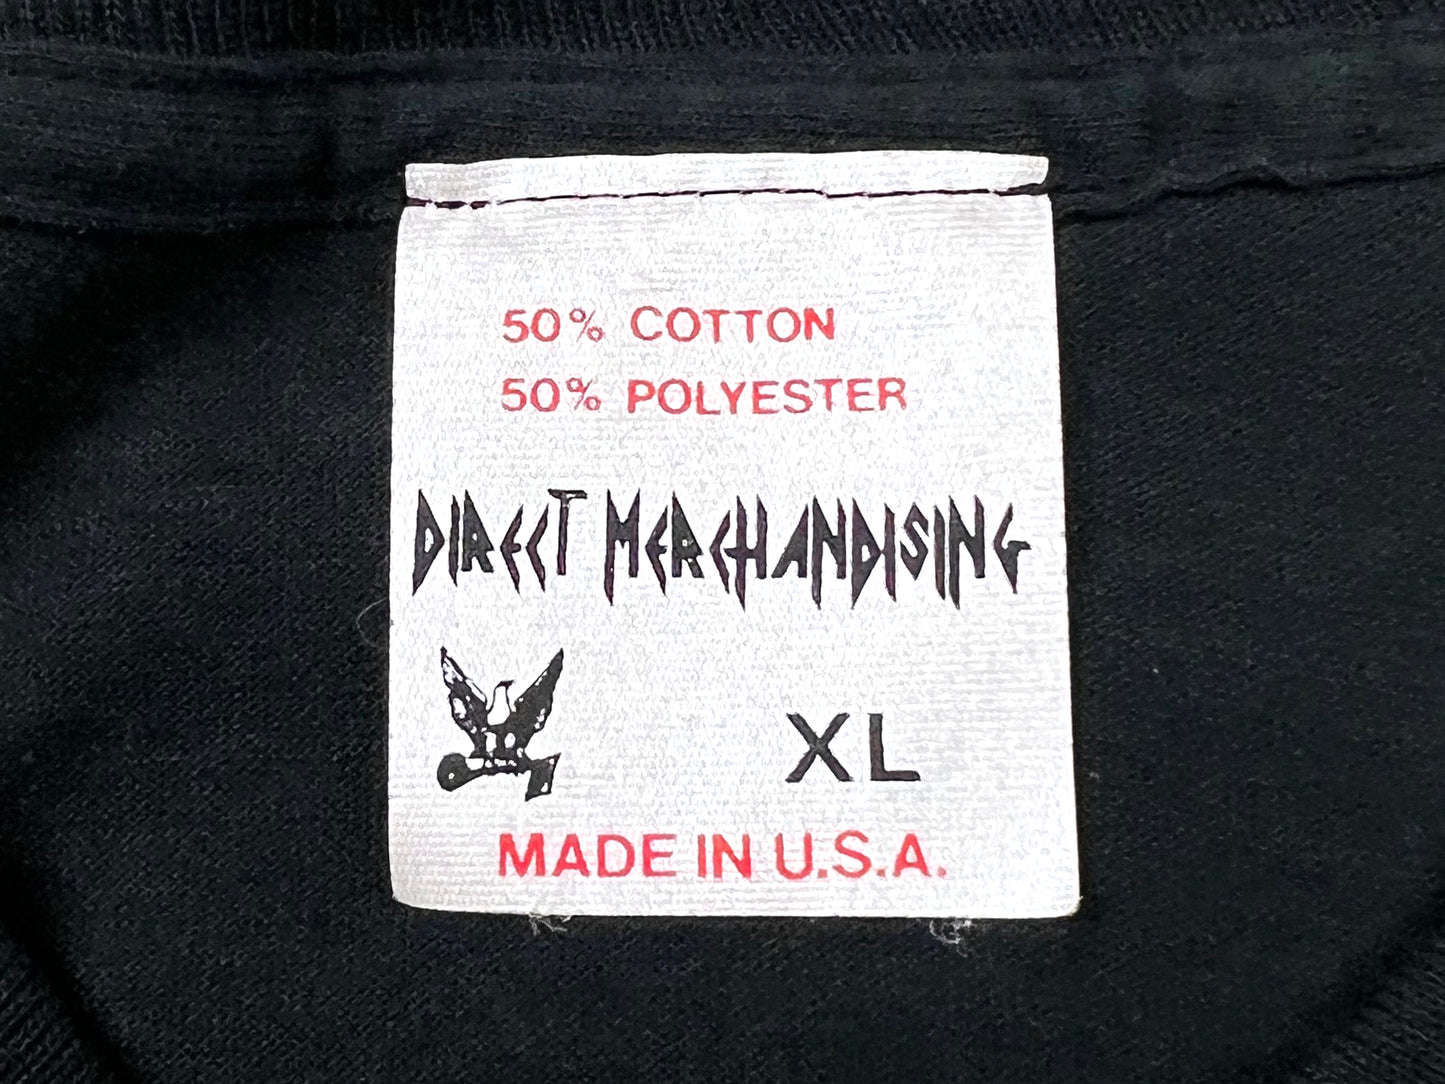 50% COTTON
50% POLYESTER
DIRECT MERCHANDISING
XL
MADE IN U.S.A.